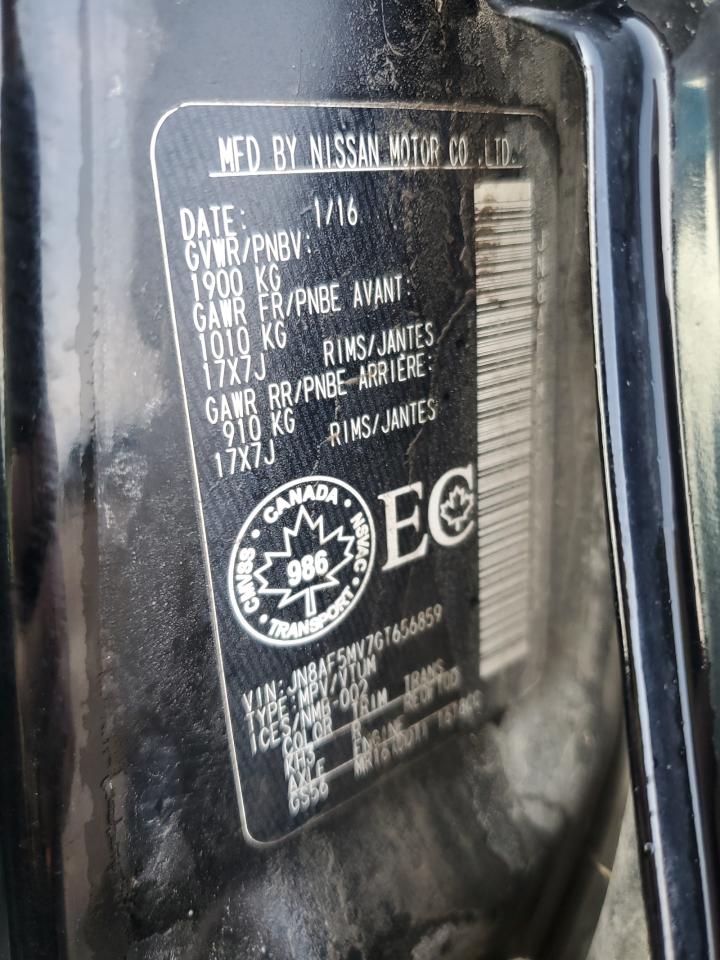 MFD BY NISSAN MOTOR CO.,LTD.
DATE: 1/16
GVWR/PNBV:
1900 KG
GAWR FR/PNBE AVANT:
1010 KG
17X7J RIMS/JANTES
GAWR RR/PNBE ARRIÈRE:
910 KG
17X7J RIMS/JANTES
CANADA
CMVSS 986 NSVAC
TRANSPORT
EC
VIN:JN8AF5MV7GT656859
TYPE:MPV/VTUM
ICES/NMB-002
COLOR TRIM TRANS
KH3
AXLE ENGINE
GS56